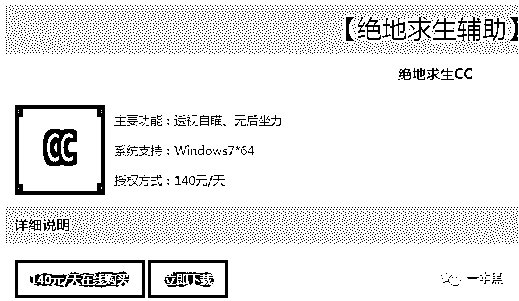 【绝地求生辅助】
绝地求生CC
CC
主要功能：透视自瞄、无后坐力
系统支持：Windows7*64
授权方式：140元/天
详细说明
140元/天在线购买
立即下载
一本黑